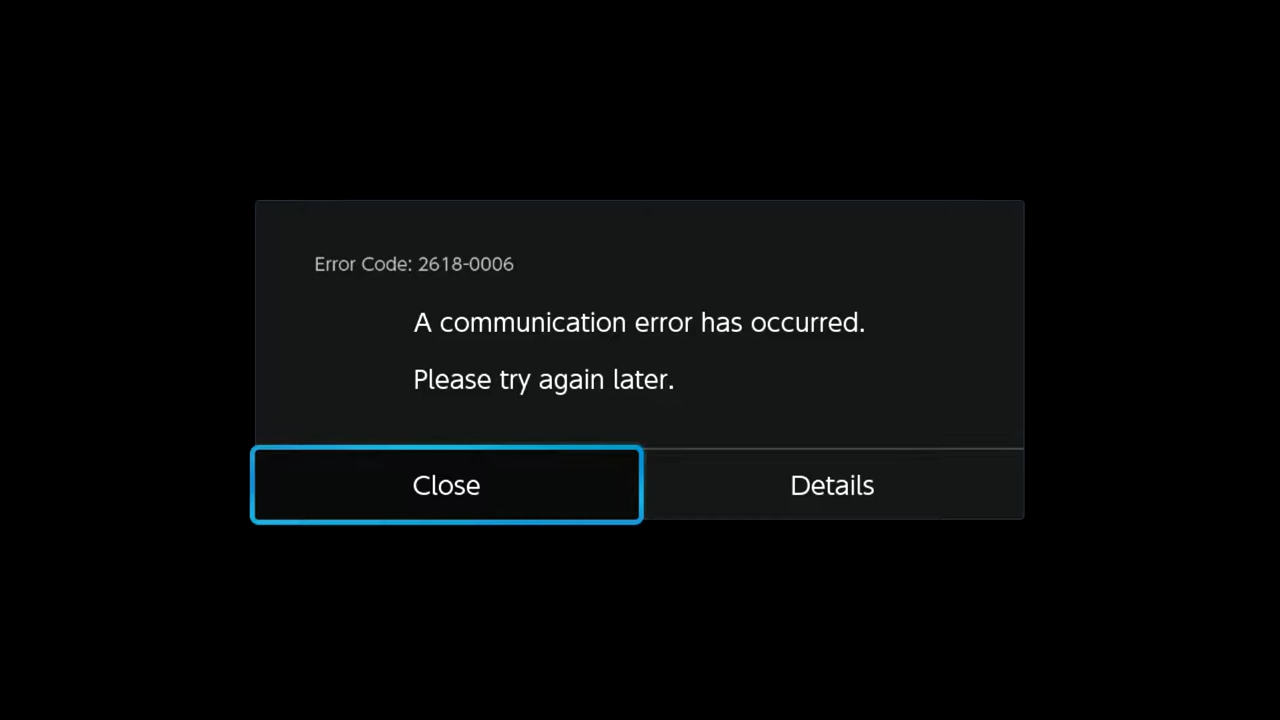 Error Code: 2618-0006
A communication error has occurred.
Please try again later.
Close
Details